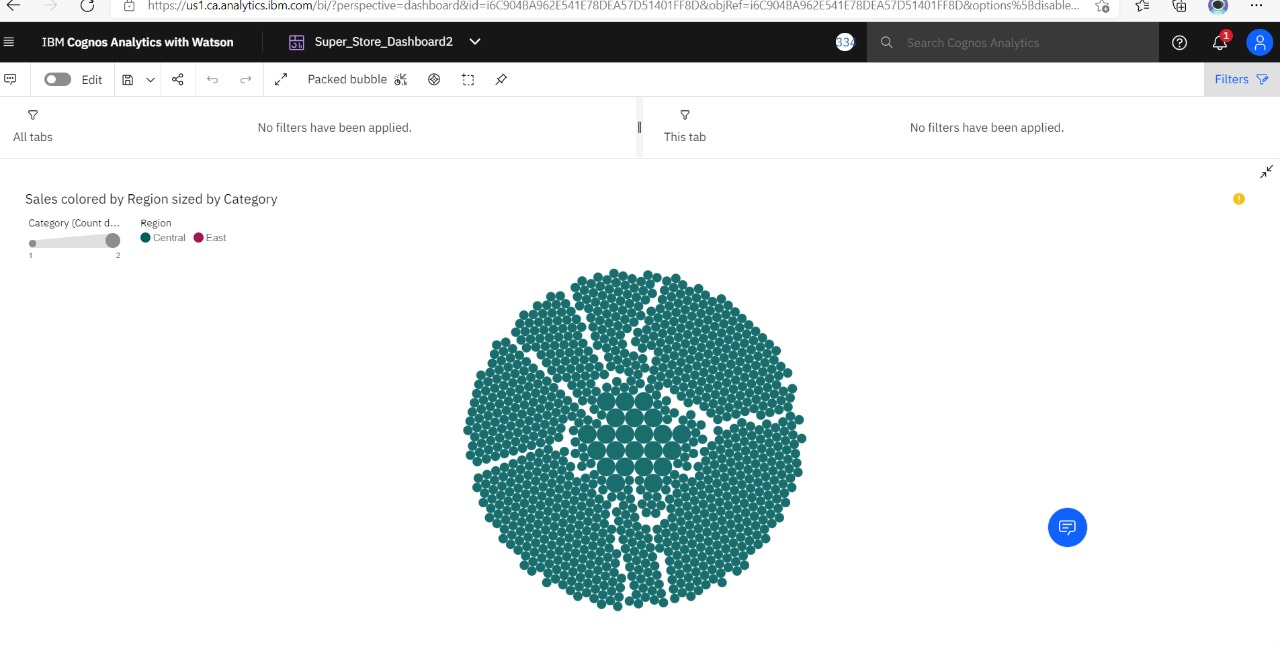 https://us1.ca.analytics.ibm.com/bi/?perspective=dashboard&id=i6C904BA962E541E78DEA57D51401FF8D&objRef=i6C904BA962E541E78DEA57D51401FF8D&options%5Bdisable...
IBM Cognos Analytics with Watson
Super_Store_Dashboard2
334
Search Cognos Analytics
1
Edit
Packed bubble
Filters
All tabs
No filters have been applied.
This tab
No filters have been applied.
Sales colored by Region sized by Category
Category (Count d...
Region
Central
East
1
2